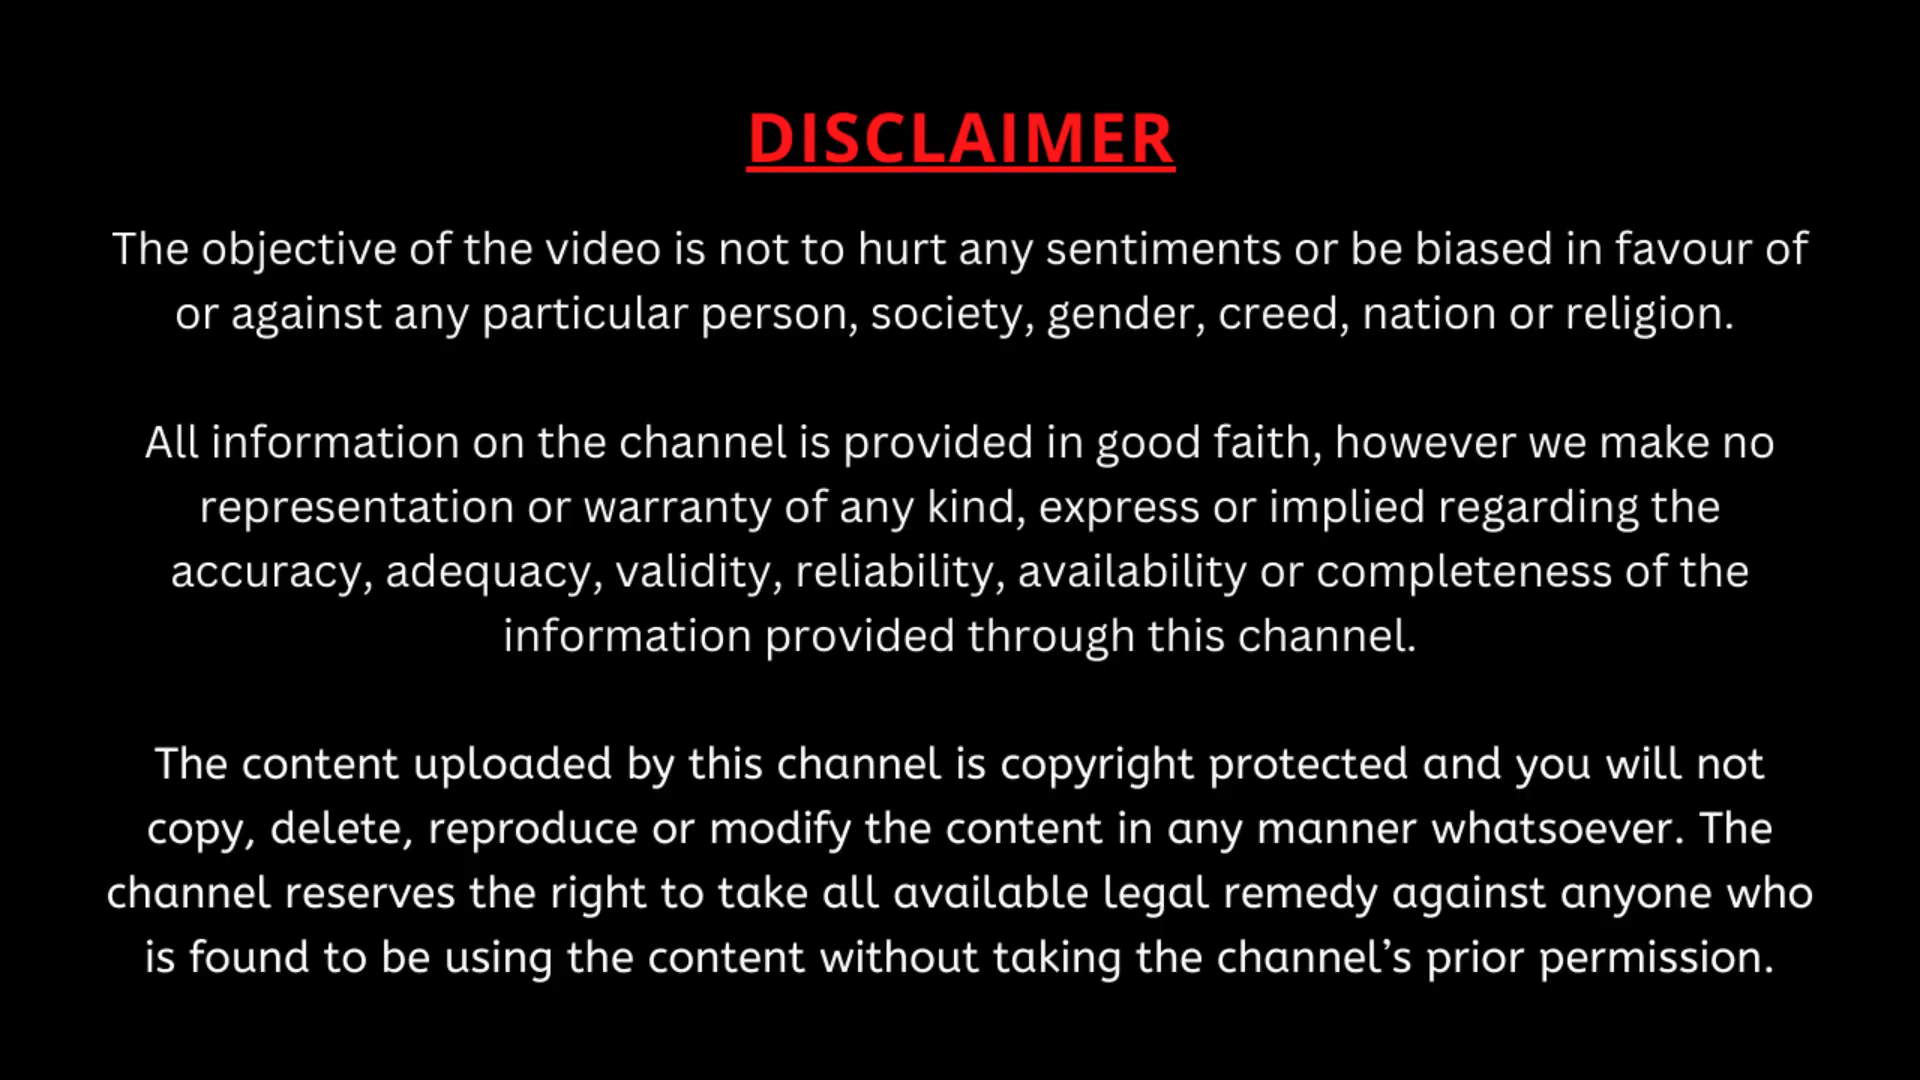 DISCLAIMER
The objective of the video is not to hurt any sentiments or be biased in favour of
or against any particular person, society, gender, creed, nation or religion.
All information on the channel is provided in good faith, however we make no
representation or warranty of any kind, express or implied regarding the
accuracy, adequacy, validity, reliability, availability or completeness of the
information provided through this channel.
The content uploaded by this channel is copyright protected and you will not
copy, delete, reproduce or modify the content in any manner whatsoever. The
channel reserves the right to take all available legal remedy against anyone who
is found to be using the content without taking the channel’s prior permission.